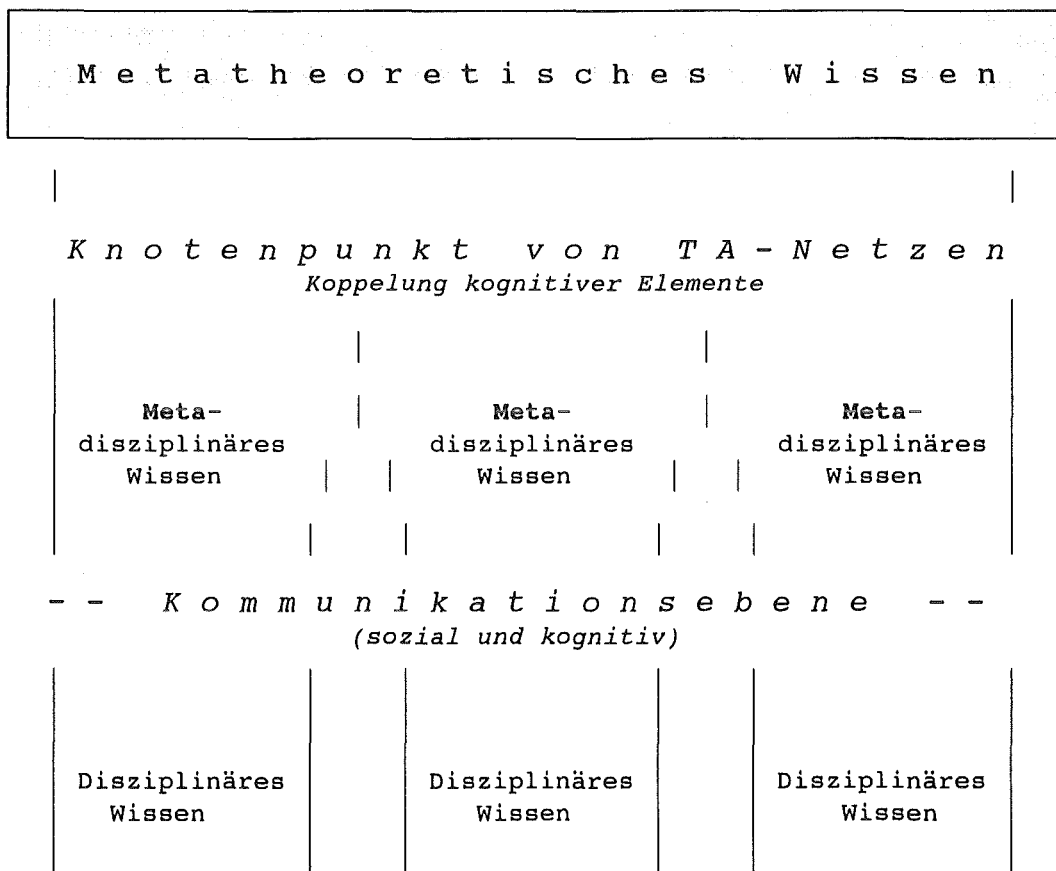 Metatheoretisches Wissen
Knotenpunkt von TA-Netzen
Koppelung kognitiver Elemente
Meta- Meta- Meta-
disziplinäres disziplinäres disziplinäres
Wissen Wissen Wissen
-- Kommunikationsebene --
(sozial und kognitiv)
Disziplinäres Disziplinäres Disziplinäres
Wissen Wissen Wissen